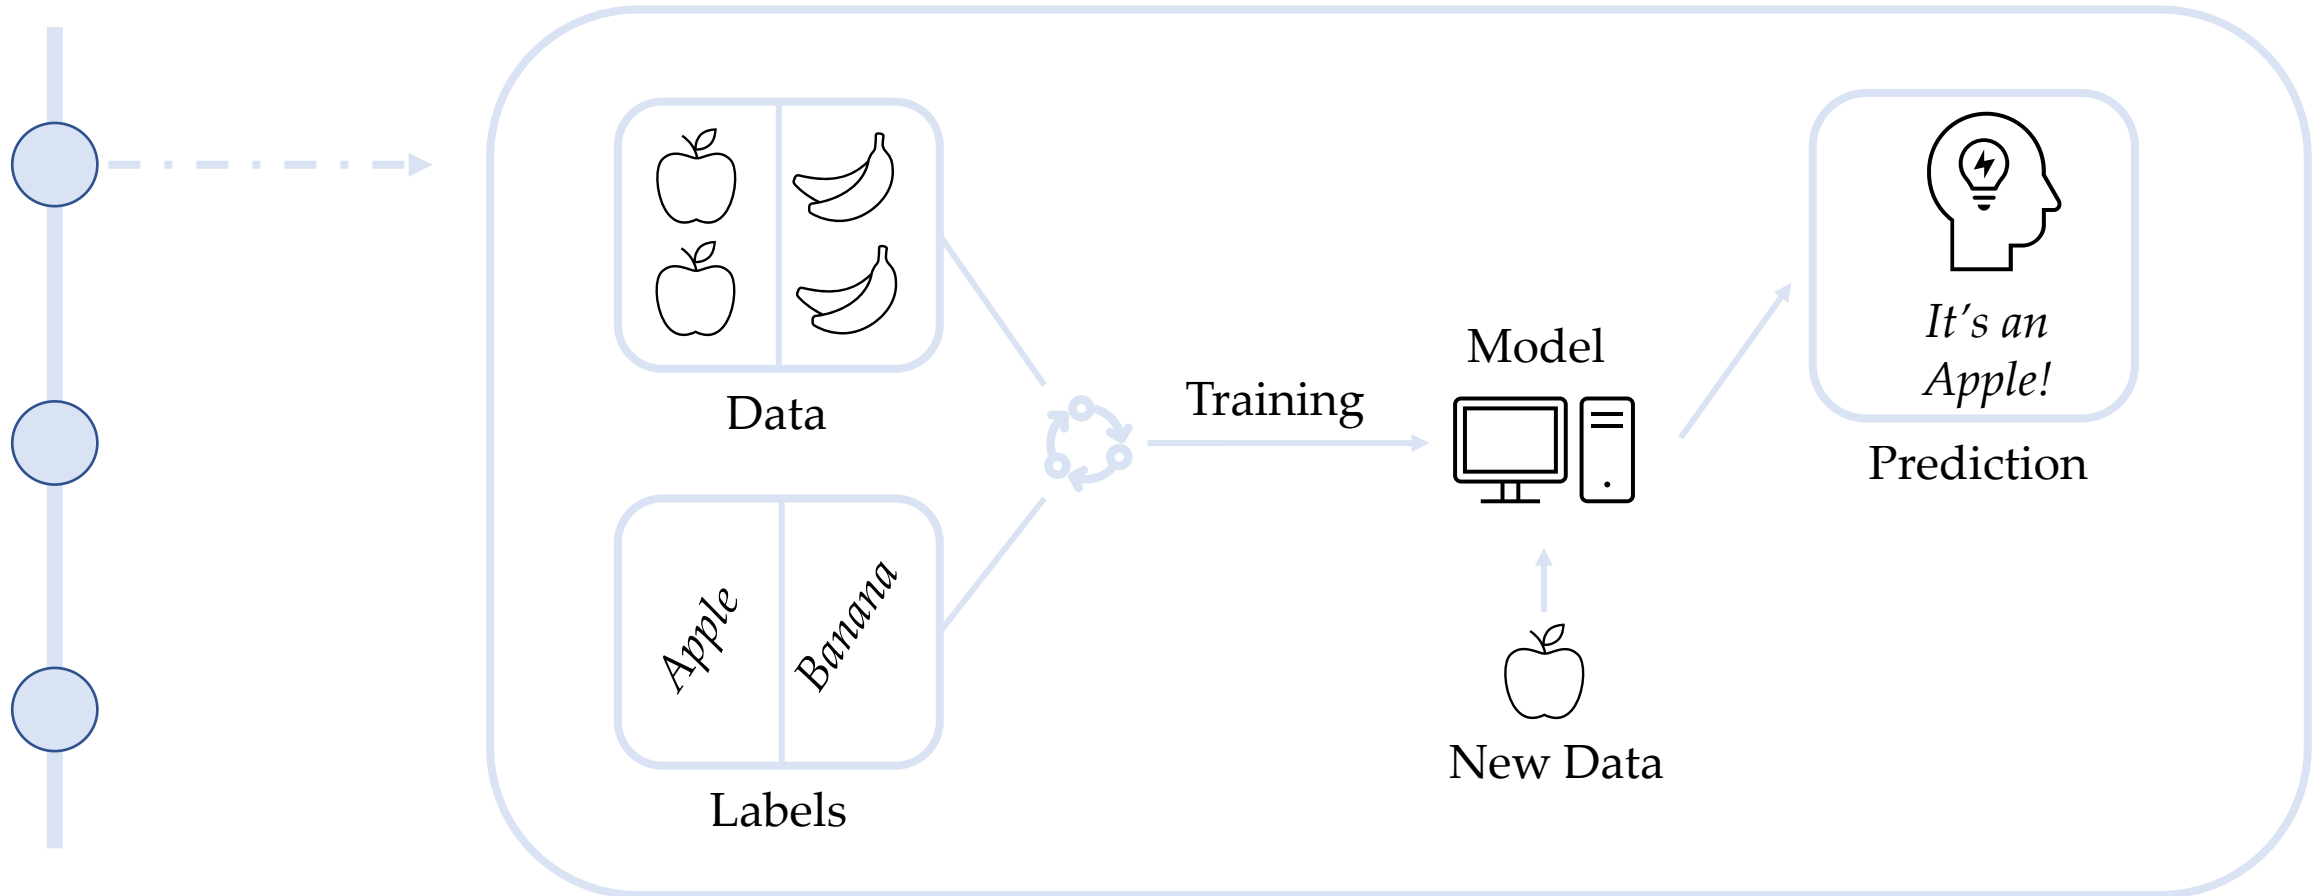 Data
Apple
Banana
Labels
Training
Model
New Data
It's an
Apple!
Prediction